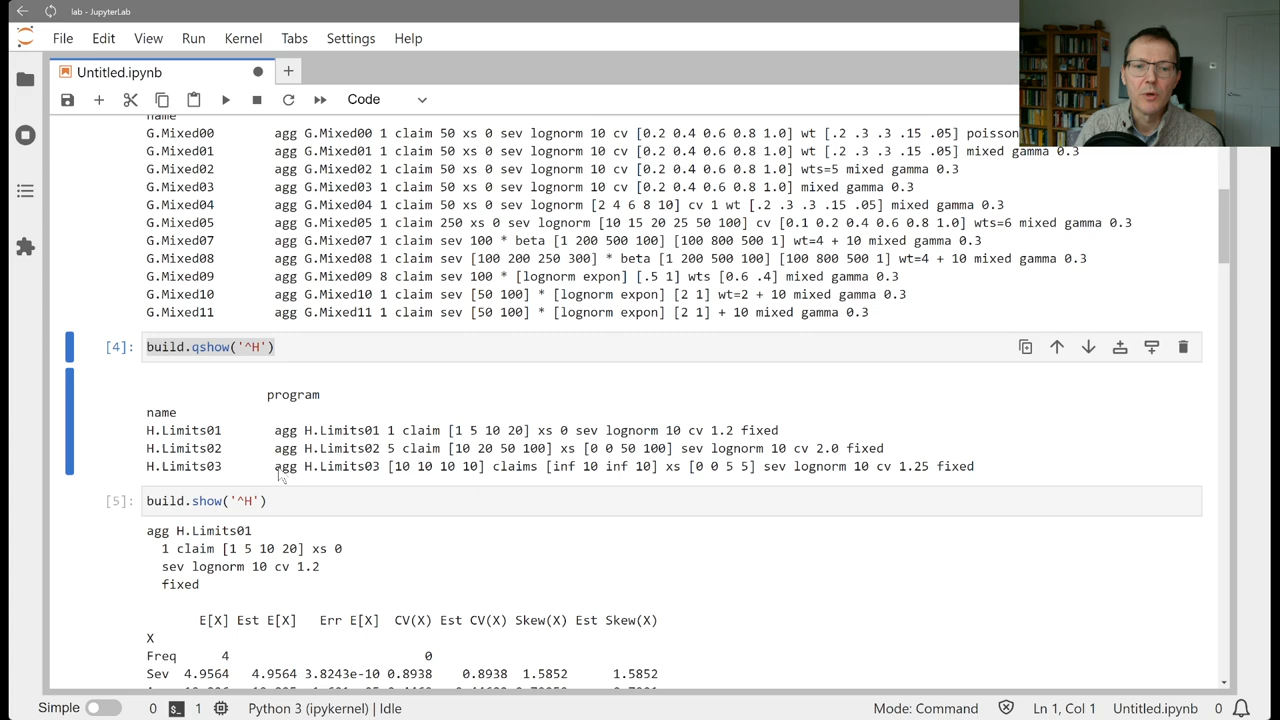 lab - JupyterLab
File Edit View Run Kernel Tabs Settings Help
Untitled.ipynb
Code
name
G.Mixed00 agg G.Mixed00 1 claim 50 xs 0 sev lognorm 10 cv [0.2 0.4 0.6 0.8 1.0] wt [.2 .3 .3 .15 .05] poisson
G.Mixed01 agg G.Mixed01 1 claim 50 xs 0 sev lognorm 10 cv [0.2 0.4 0.6 0.8 1.0] wt [.2 .3 .3 .15 .05] mixed gamma 0.3
G.Mixed02 agg G.Mixed02 1 claim 50 xs 0 sev lognorm 10 cv [0.2 0.4 0.6 0.8 1.0] wts=5 mixed gamma 0.3
G.Mixed03 agg G.Mixed03 1 claim 50 xs 0 sev lognorm 10 cv [0.2 0.4 0.6 0.8 1.0] mixed gamma 0.3
G.Mixed04 agg G.Mixed04 1 claim 50 xs 0 sev lognorm [2 4 6 8 10] cv 1 wt [.2 .3 .3 .15 .05] mixed gamma 0.3
G.Mixed05 agg G.Mixed05 1 claim 250 xs 0 sev lognorm [10 15 20 25 50 100] cv [0.1 0.2 0.4 0.6 0.8 1.0] wts=6 mixed gamma 0.3
G.Mixed07 agg G.Mixed07 1 claim sev 100 * beta [1 200 500 100] [100 800 500 1] wt=4 + 10 mixed gamma 0.3
G.Mixed08 agg G.Mixed08 1 claim sev [100 200 250 300] * beta [1 200 500 100] [100 800 500 1] wt=4 + 10 mixed gamma 0.3
G.Mixed09 agg G.Mixed09 8 claim sev 100 * [lognorm expon] [.5 1] wts [0.6 .4] mixed gamma 0.3
G.Mixed10 agg G.Mixed10 1 claim sev [50 100] * [lognorm expon] [2 1] wt=2 + 10 mixed gamma 0.3
G.Mixed11 agg G.Mixed11 1 claim sev [50 100] * [lognorm expon] [2 1] + 10 mixed gamma 0.3
[4]: build.qshow('^H')
program
name
H.Limits01 agg H.Limits01 1 claim [1 5 10 20] xs 0 sev lognorm 10 cv 1.2 fixed
H.Limits02 agg H.Limits02 5 claim [10 20 50 100] xs [0 0 50 100] sev lognorm 10 cv 2.0 fixed
H.Limits03 agg H.Limits03 [10 10 10 10] claims [inf 10 inf 10] xs [0 0 5 5] sev lognorm 10 cv 1.25 fixed
[5]: build.show('^H')
agg H.Limits01
1 claim [1 5 10 20] xs 0
sev lognorm 10 cv 1.2
fixed
E[X] Est E[X] Err E[X] CV(X) Est CV(X) Skew(X) Est Skew(X)
X
Freq 4 0
Sev 4.9564 4.9564 3.8243e-10 0.8938 0.8938 1.5852 1.5852
Simple 0 1 Python 3 (ipykernel) | Idle Mode: Command Ln 1, Col 1 Untitled.ipynb 0